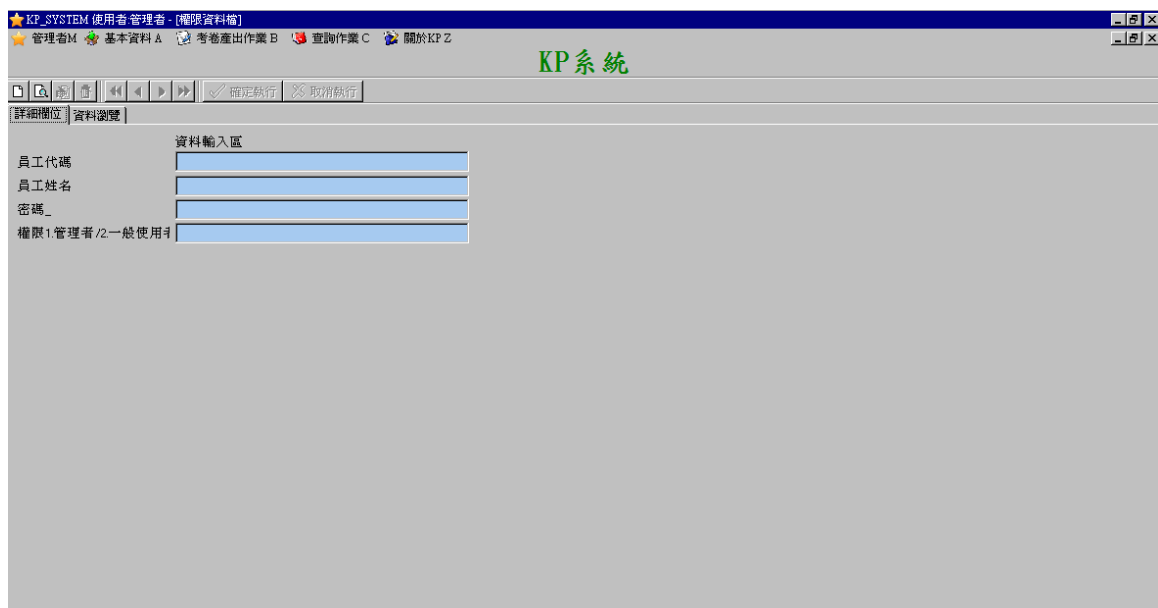 KP_SYSTEM 使用者:管理者 - [權限資料檔]
管理者M 基本資料 A 考卷產出作業 B 查詢作業 C 關於KP Z
KP系統
確定執行 取消執行
詳細欄位 資料瀏覽
資料輸入區
員工代碼
員工姓名
密碼_
權限1.管理者/2.一般使用者